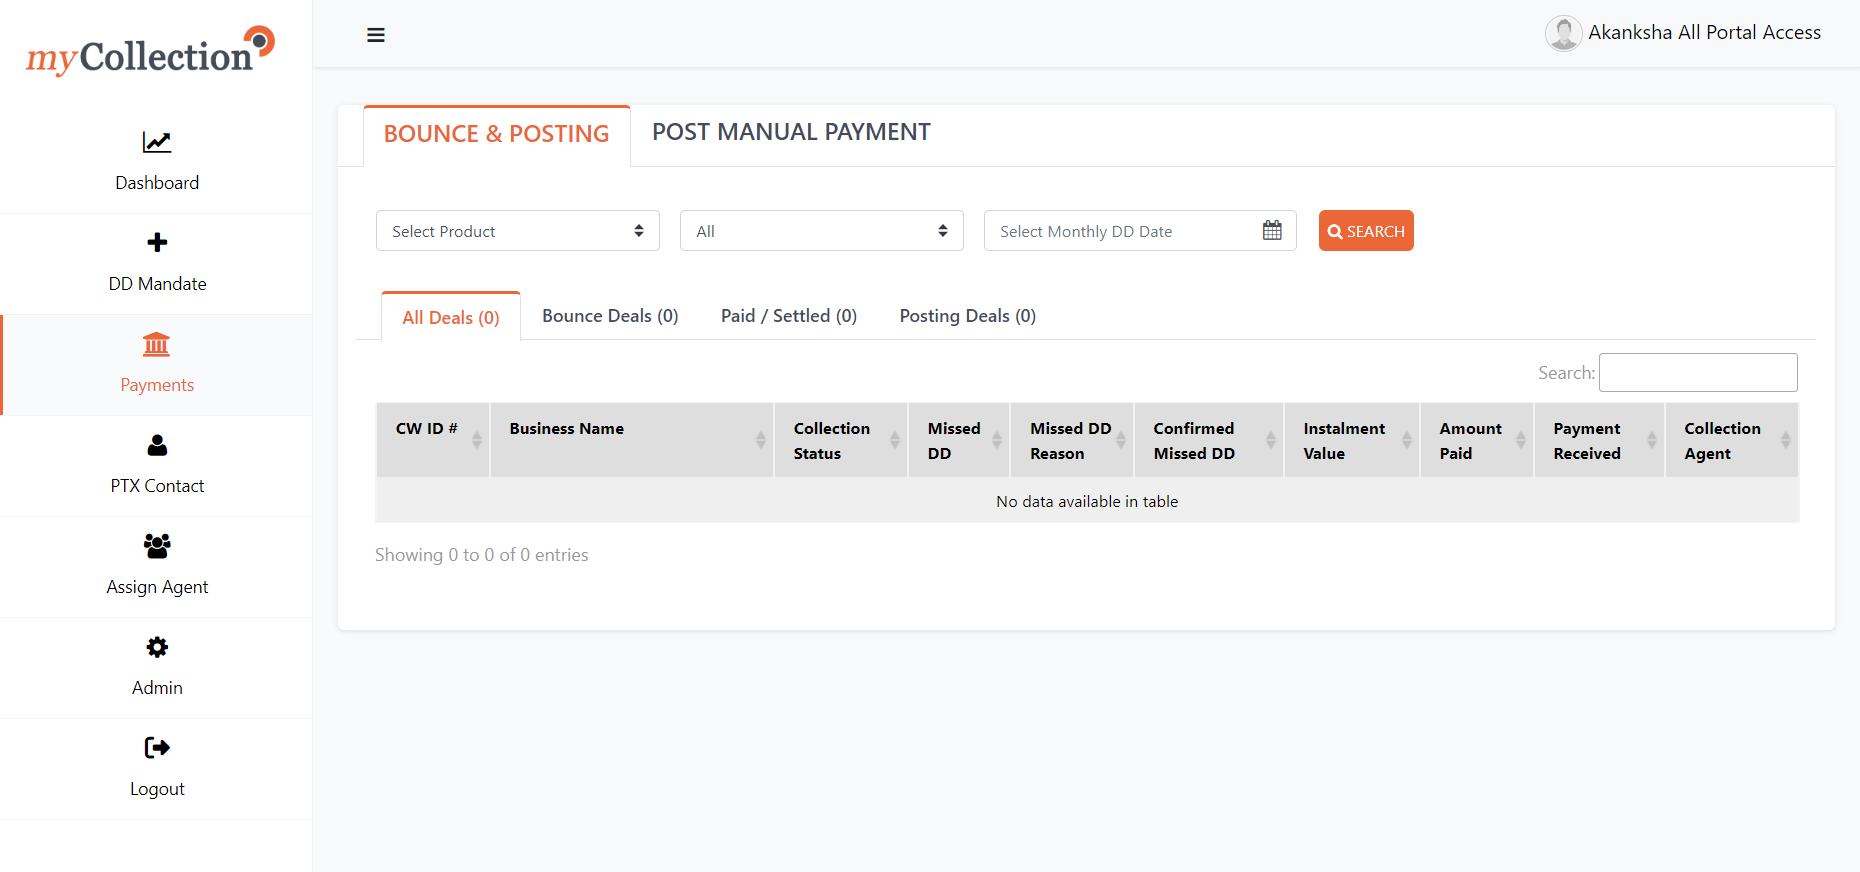 myCollection
Akanksha All Portal Access
Dashboard
DD Mandate
Payments
PTX Contact
Assign Agent
Admin
Logout
BOUNCE & POSTING
POST MANUAL PAYMENT
Select Product
All
Select Monthly DD Date
SEARCH
All Deals (0)
Bounce Deals (0)
Paid / Settled (0)
Posting Deals (0)
Search:
CW ID #
Business Name
Collection
Status
Missed
DD
Missed DD
Reason
Confirmed
Missed DD
Instalment
Value
Amount
Paid
Payment
Received
Collection
Agent
No data available in table
Showing 0 to 0 of 0 entries